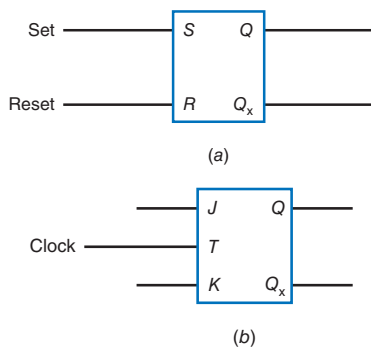 Set S Q
Reset R Qx
(a)
J Q
Clock T
K Qx
(b)